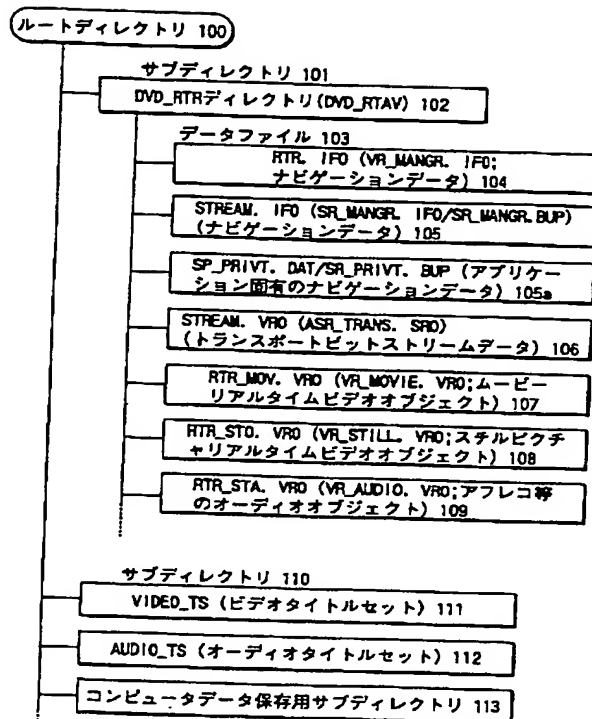 ルートディレクトリ 100
サブディレクトリ 101
DVD_RTRディレクトリ(DVD_RTAV) 102
データファイル 103
RTR. IFO (VR_MANGR. IFO;
ナビゲーションデータ) 104
STREAM. IFO (SR_MANGR. IFO/SR_MANGR.BUP)
(ナビゲーションデータ) 105
SP_PRIVT. DAT/SR_PRIVT. BUP (アプリケー
ション固有のナビゲーションデータ) 105a
STREAM. VRO (ASR_TRANS. SRO)
(トランスポートビットストリームデータ) 106
RTR_MOV. VRO (VR_MOVIE. VRO;ムービー
リアルタイムビデオオブジェクト) 107
RTR_STO. VRO (VR_STILL. VRO;スチルピクチ
ャリアルタイムビデオオブジェクト) 108
RTR_STA. VRO (VR_AUDIO. VRO;アフレコ等
のオーディオオブジェクト) 109
サブディレクトリ 110
VIDEO_TS (ビデオタイトルセット) 111
AUDIO_TS (オーディオタイトルセット) 112
コンピュータデータ保存用サブディレクトリ 113